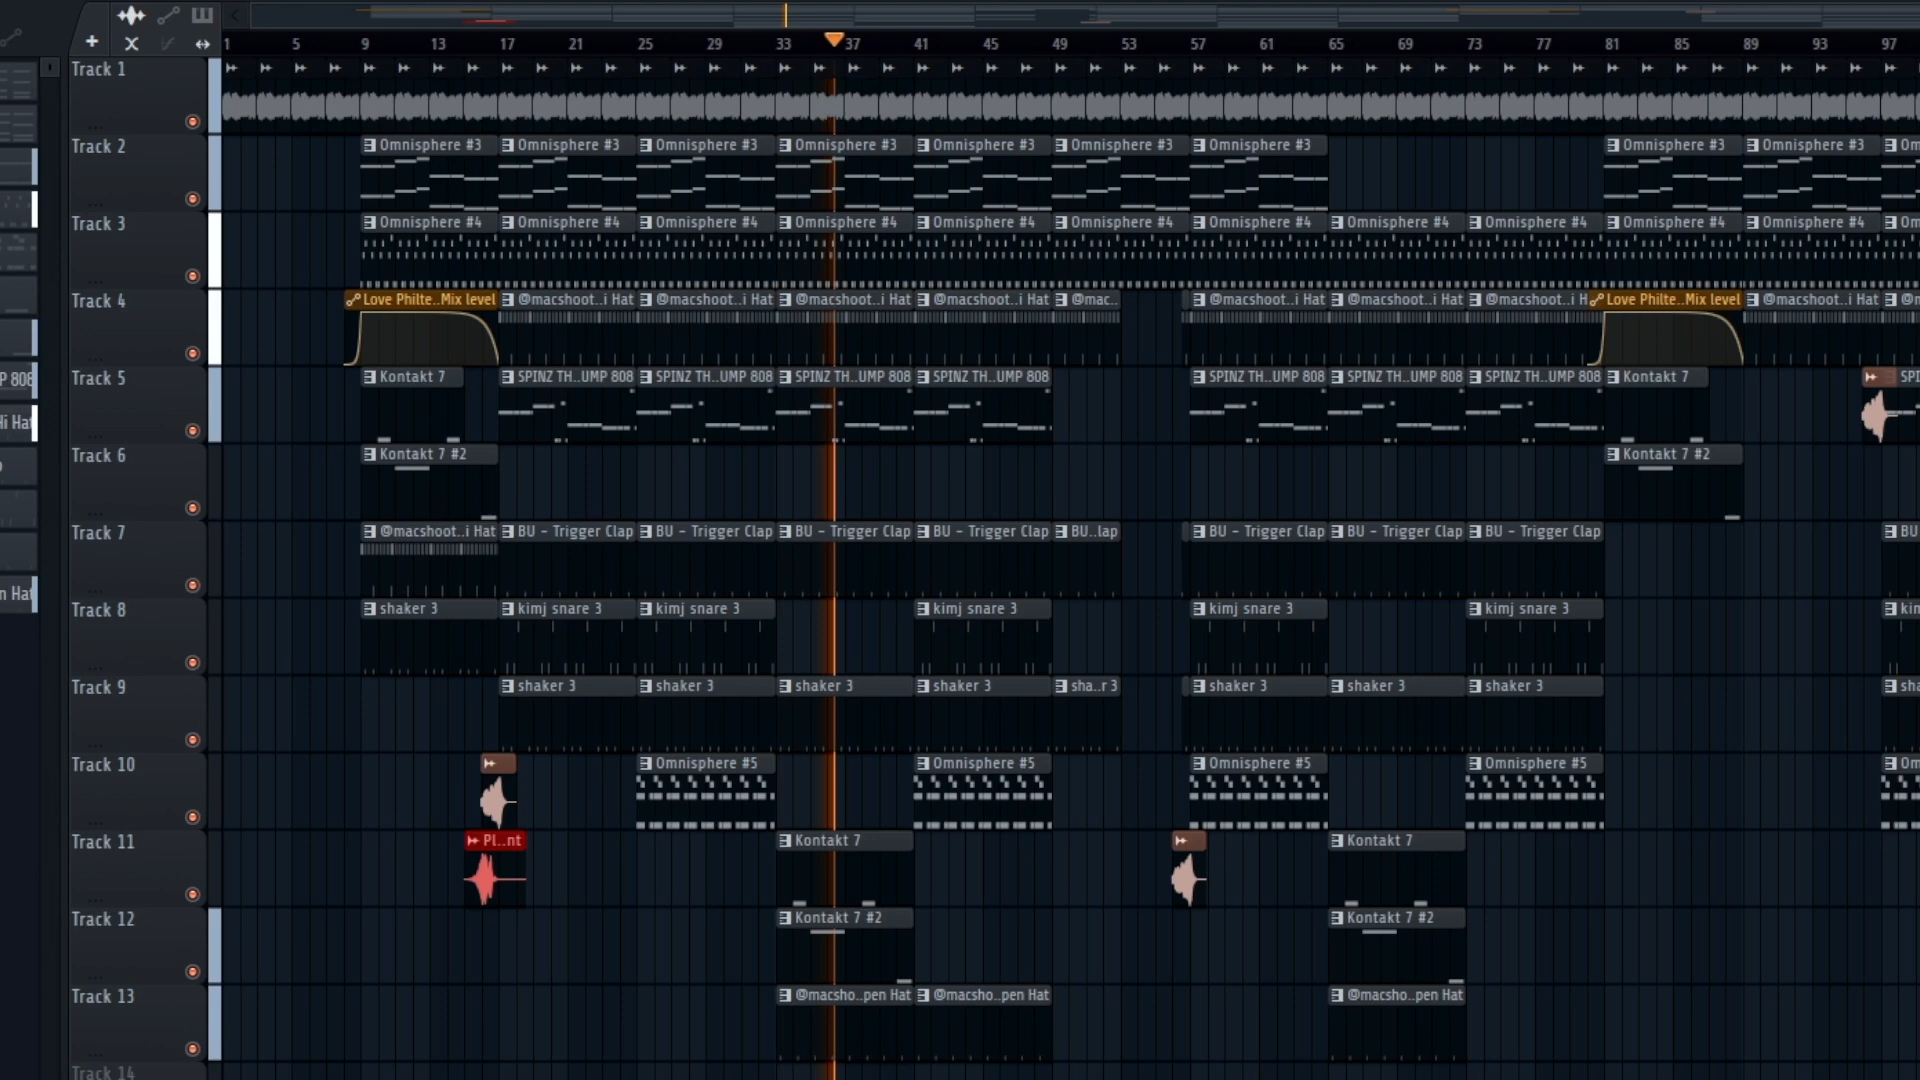 1 5 9 13 17 21 25 29 33 37 41 45 49 53 57 61 65 69 73 77 81 85 89 93 97
Track 1
Track 2 Omnisphere #3 Omnisphere #3 Omnisphere #3 Omnisphere #3 Omnisphere #3 Omnisphere #3 Omnisphere #3 Omnisphere #3 Omnisphere #3 Om
Track 3 Omnisphere #4 Omnisphere #4 Omnisphere #4 Omnisphere #4 Omnisphere #4 Omnisphere #4 Omnisphere #4 Omnisphere #4 Omnisphere #4 Omnisphere #4 Omnisphere #4 Om
Track 4 Love Philte..Mix level @macshoot..i Hat @macshoot..i Hat @macshoot..i Hat @macshoot..i Hat @mac.. @macshoot..i Hat @macshoot..i Hat @macshoot..i H Love Philte..Mix level @macshoot..i Hat @m
Track 5 Kontakt 7 SPINZ TH..UMP 808 SPINZ TH..UMP 808 SPINZ TH..UMP 808 SPINZ TH..UMP 808 SPINZ TH..UMP 808 SPINZ TH..UMP 808 SPINZ TH..UMP 808 Kontakt 7 SPI
P 808
Hi Hat
Track 6 Kontakt 7 #2 Kontakt 7 #2
Track 7 @macshoot..i Hat BU - Trigger Clap BU - Trigger Clap BU - Trigger Clap BU - Trigger Clap BU..lap BU - Trigger Clap BU - Trigger Clap BU - Trigger Clap BU
n Hat
Track 8 shaker 3 kimj snare 3 kimj snare 3 kimj snare 3 kimj snare 3 kimj snare 3 kim
Track 9 shaker 3 shaker 3 shaker 3 shaker 3 sha..r 3 shaker 3 shaker 3 shaker 3 sha
Track 10 Omnisphere #5 Omnisphere #5 Omnisphere #5 Omnisphere #5 Om
Track 11 Pl..nt Kontakt 7 Kontakt 7
Track 12 Kontakt 7 #2 Kontakt 7 #2
Track 13 @macsho..pen Hat @macsho..pen Hat @macsho..pen Hat
Track 14